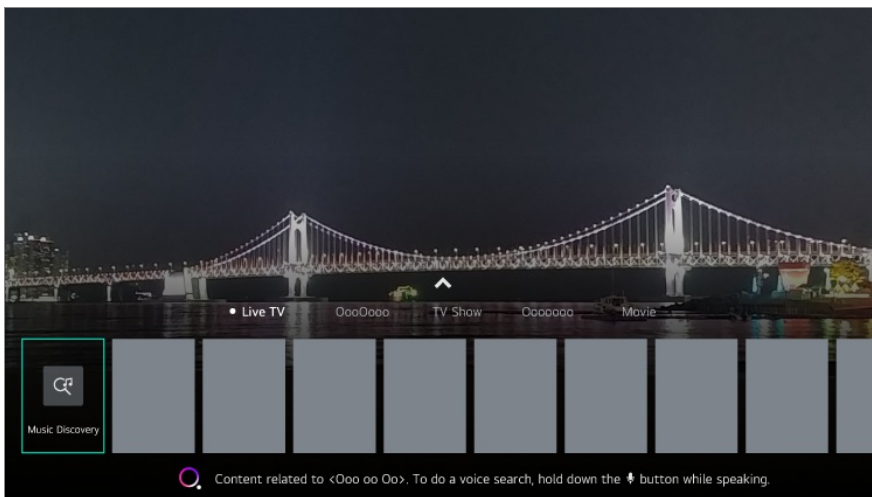 Live TV
OooOooo
TV Show
Ooooooo
Movie
Music Discovery
Content related to <Ooo oo Oo>. To do a voice search, hold down the button while speaking.